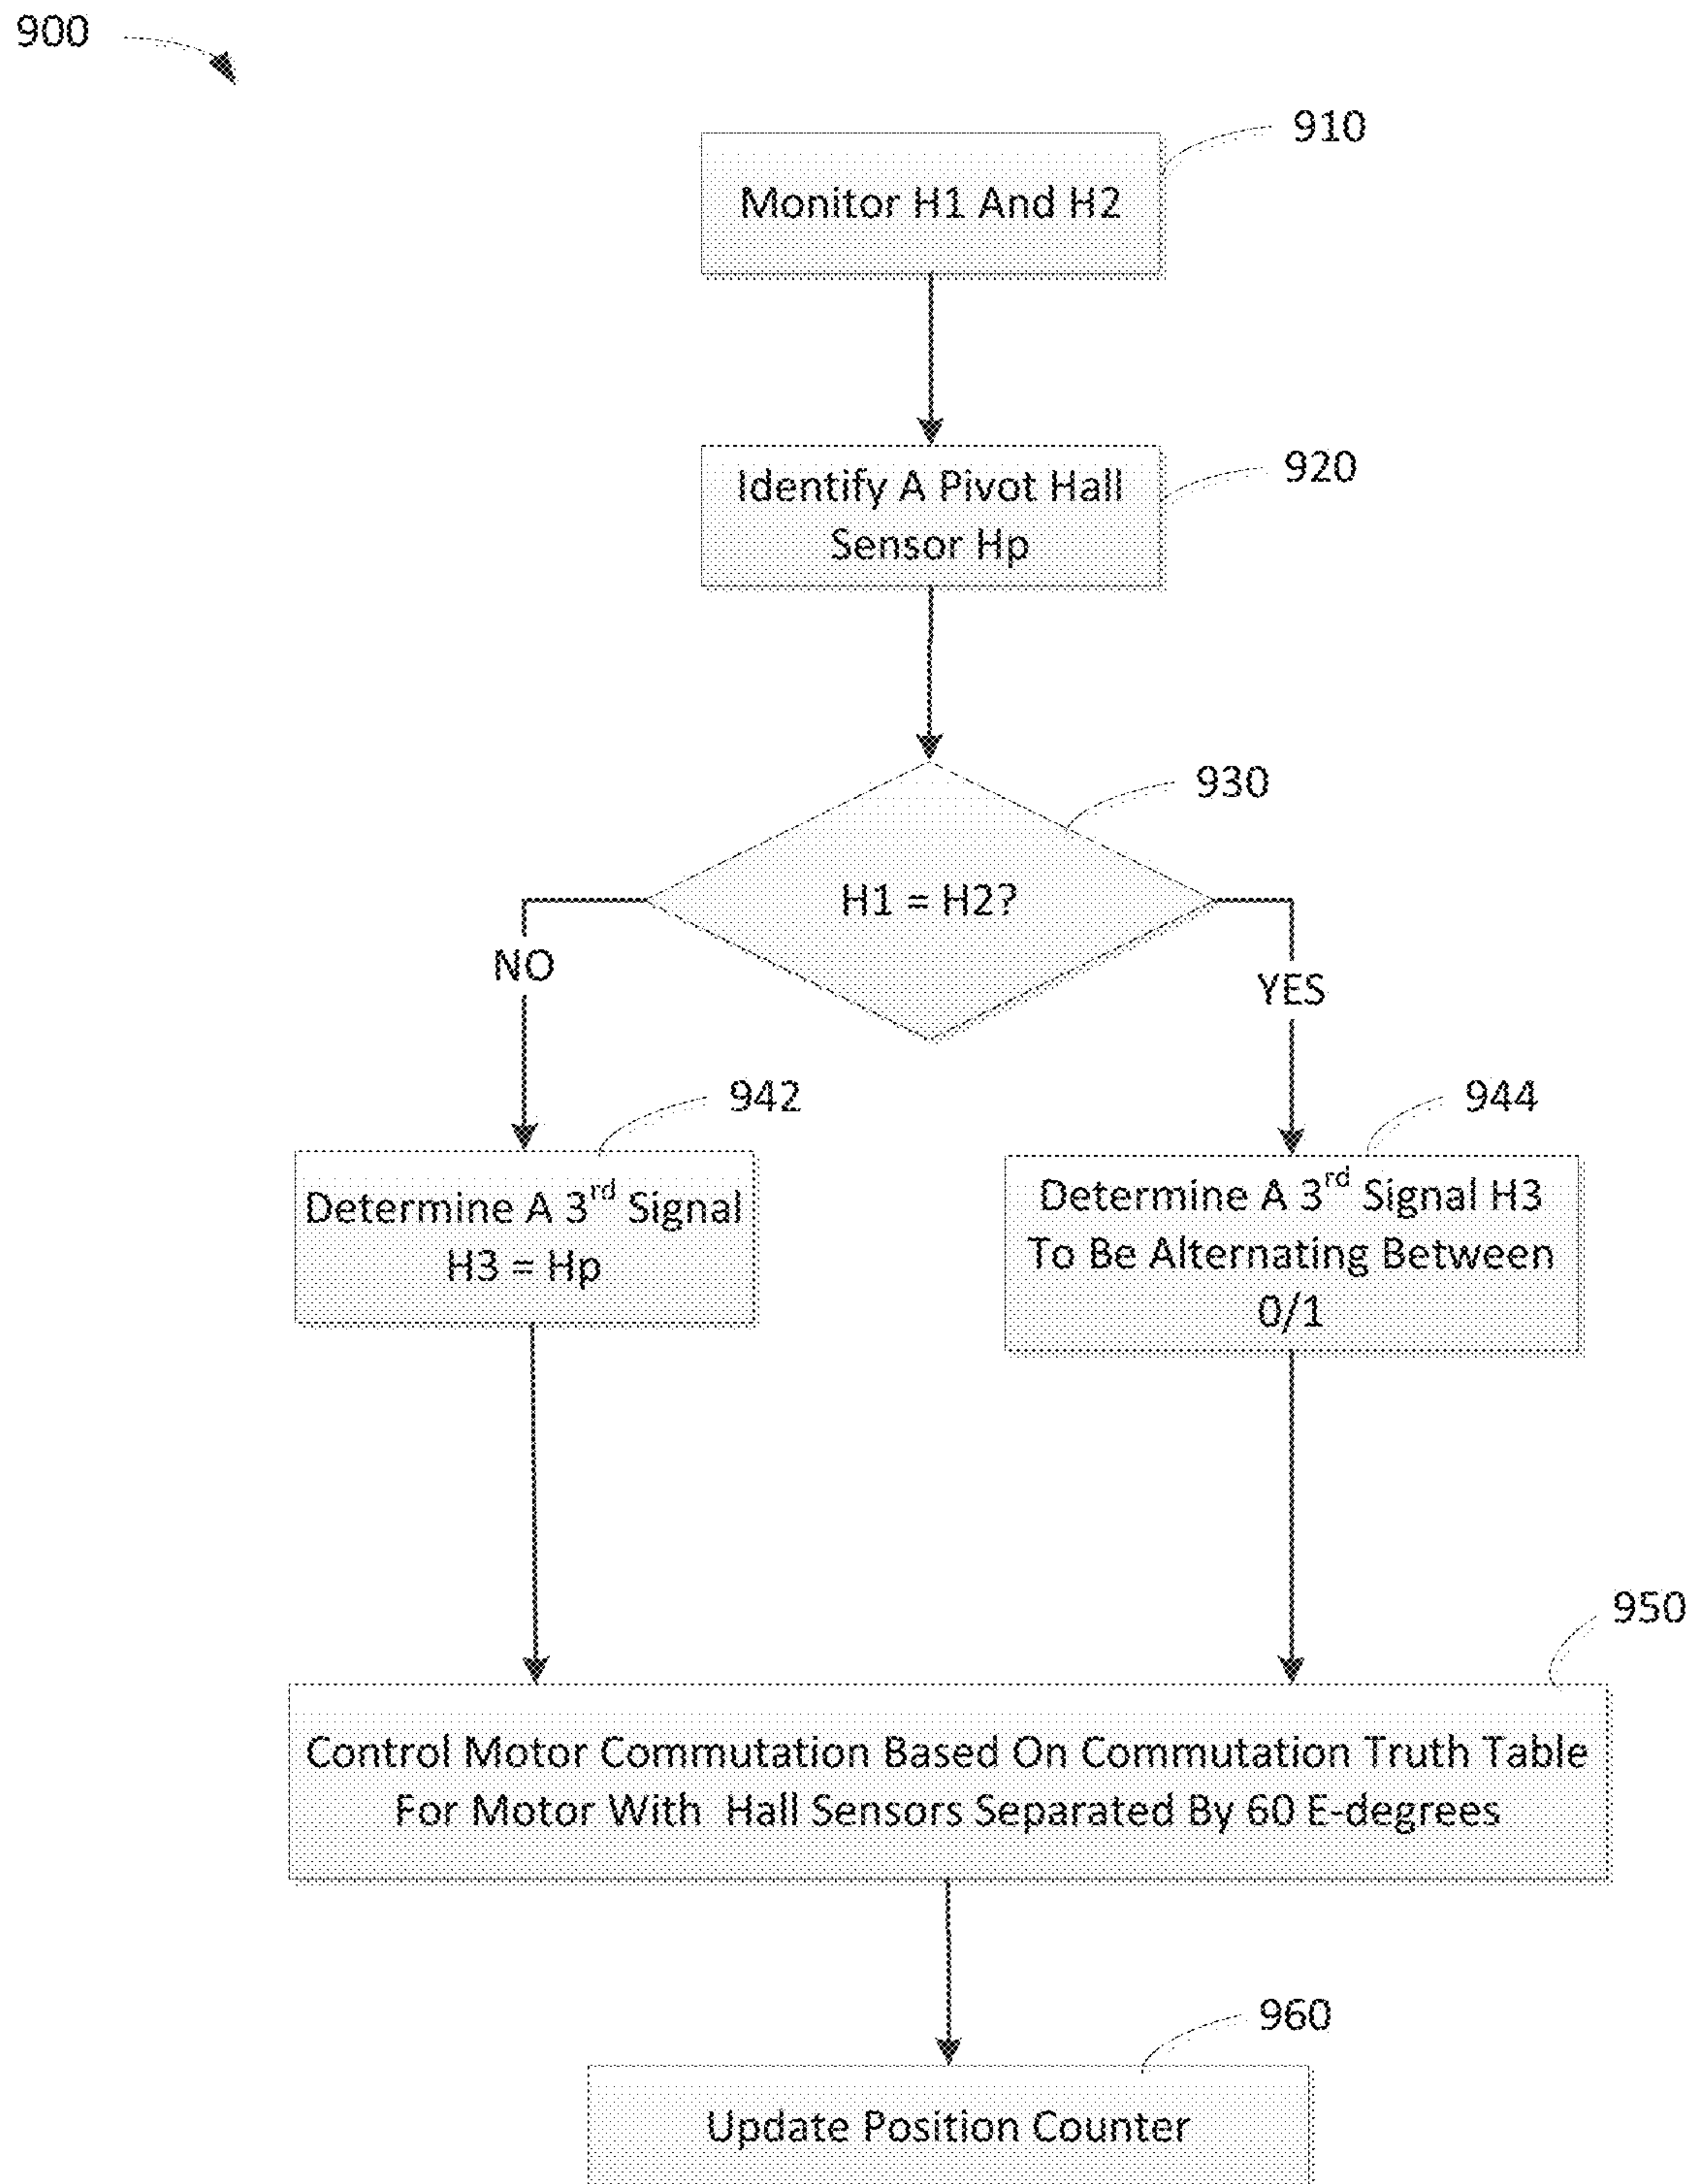 900
910
Monitor H1 And H2
920
Identify A Pivot Hall
Sensor Hp
930
H1 = H2?
NO
YES
942
944
Determine A 3rd Signal
H3 = Hp
Determine A 3rd Signal H3
To Be Alternating Between
0/1
950
Control Motor Commutation Based On Commutation Truth Table
For Motor With Hall Sensors Separated By 60 E-degrees
960
Update Position Counter